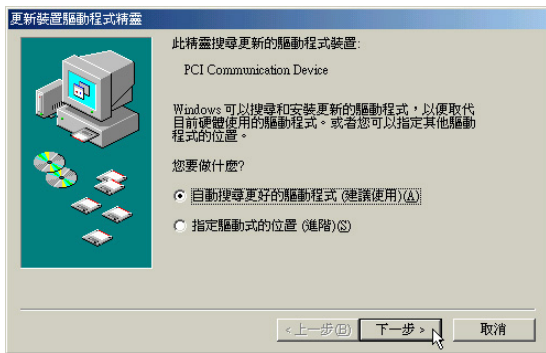 更新裝置驅動程式精靈
此精靈搜尋更新的驅動程式裝置:
PCI Communication Device
Windows 可以搜尋和安裝更新的驅動程式，以便取代
目前硬體使用的驅動程式。或者您可以指定其他驅動
程式的位置。
您要做什麼?
自動搜尋更好的驅動程式 (建議使用)(A)
指定驅動式的位置 (進階)(S)
<上一步(B) 下一步 > 取消